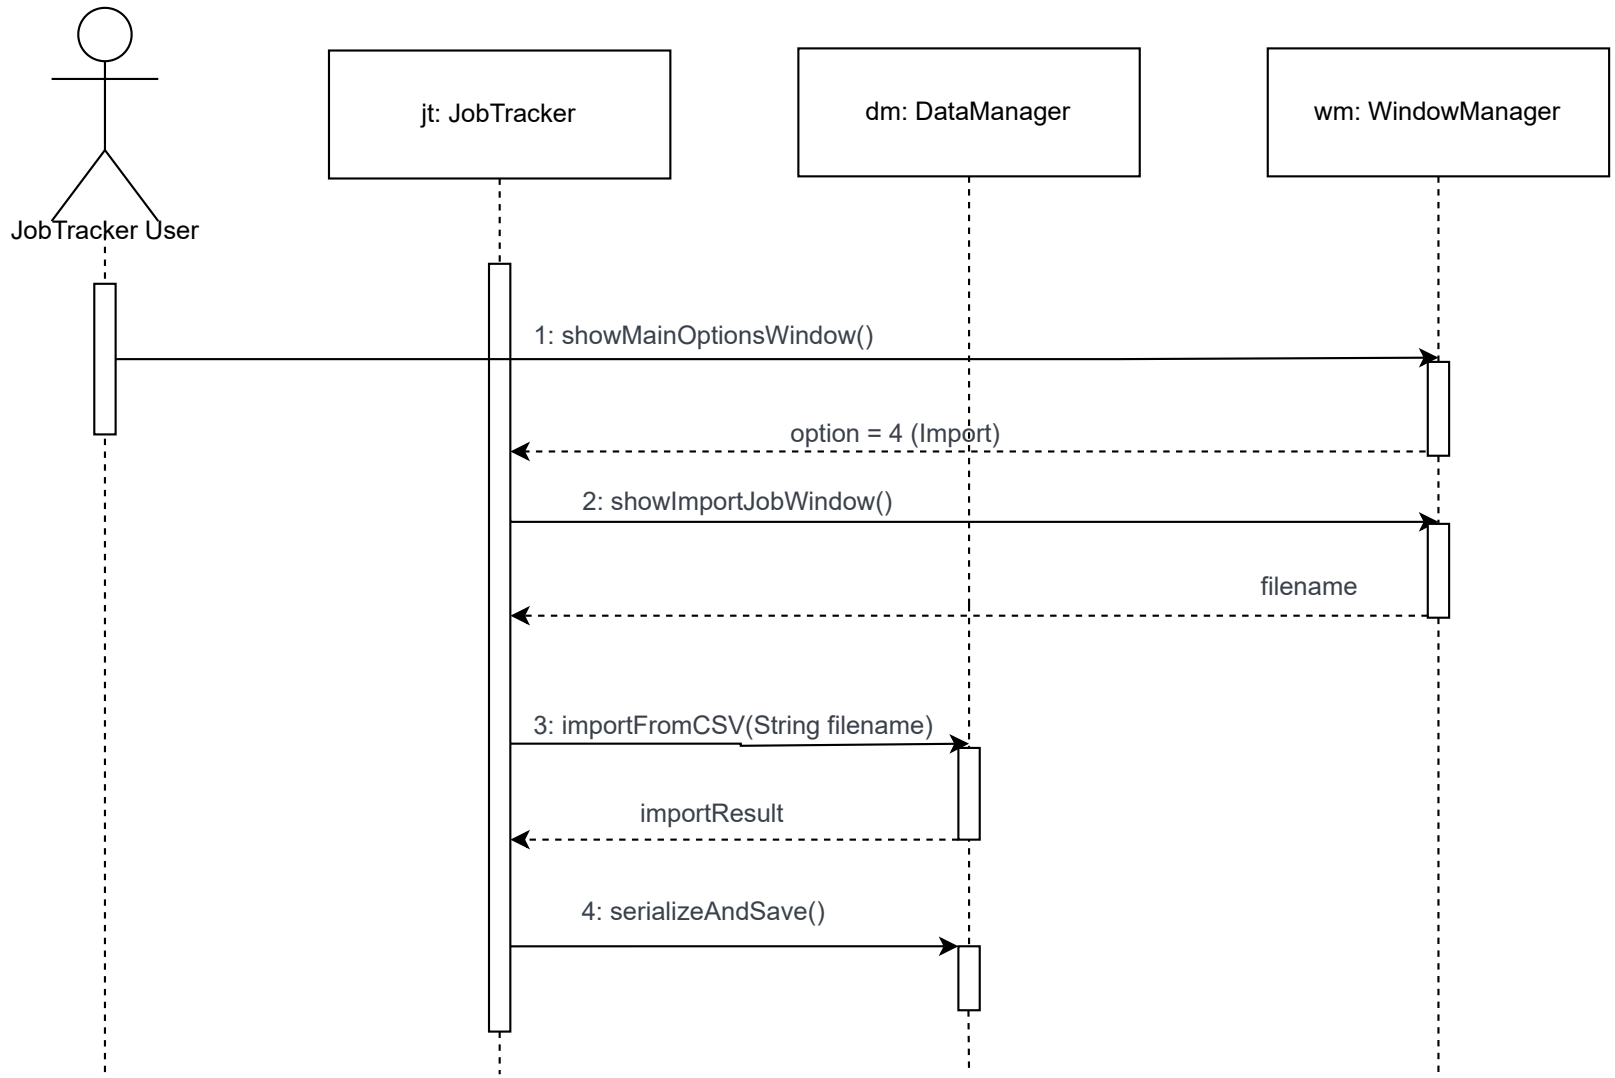 jt: JobTracker
dm: DataManager
wm: WindowManager
JobTracker User
1: showMainOptionsWindow()
option = 4 (Import)
2: showImportJobWindow()
filename
3: importFromCSV(String filename)
importResult
4: serializeAndSave()